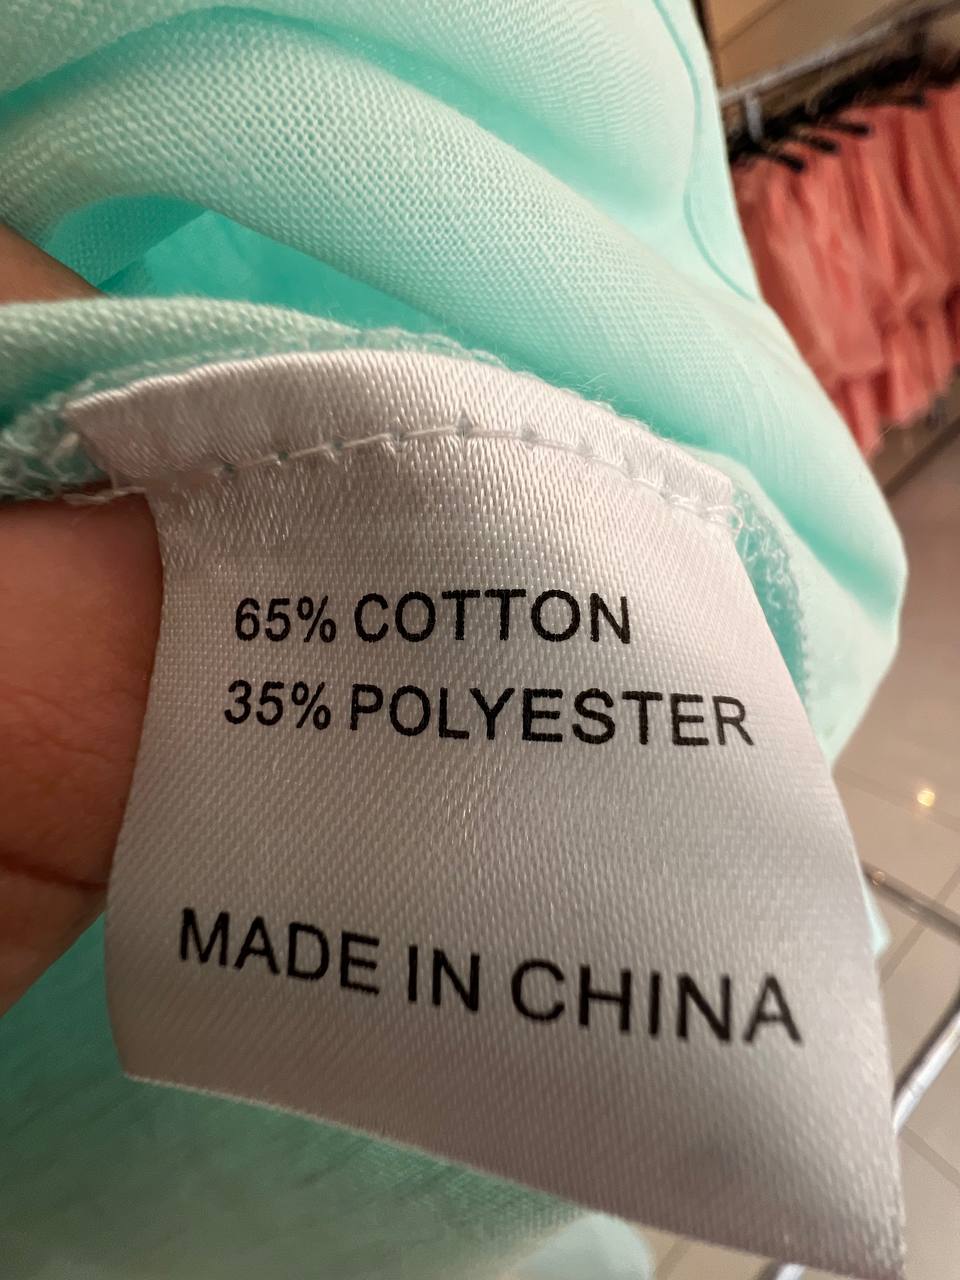 65% COTTON
35% POLYESTER
MADE IN CHINA